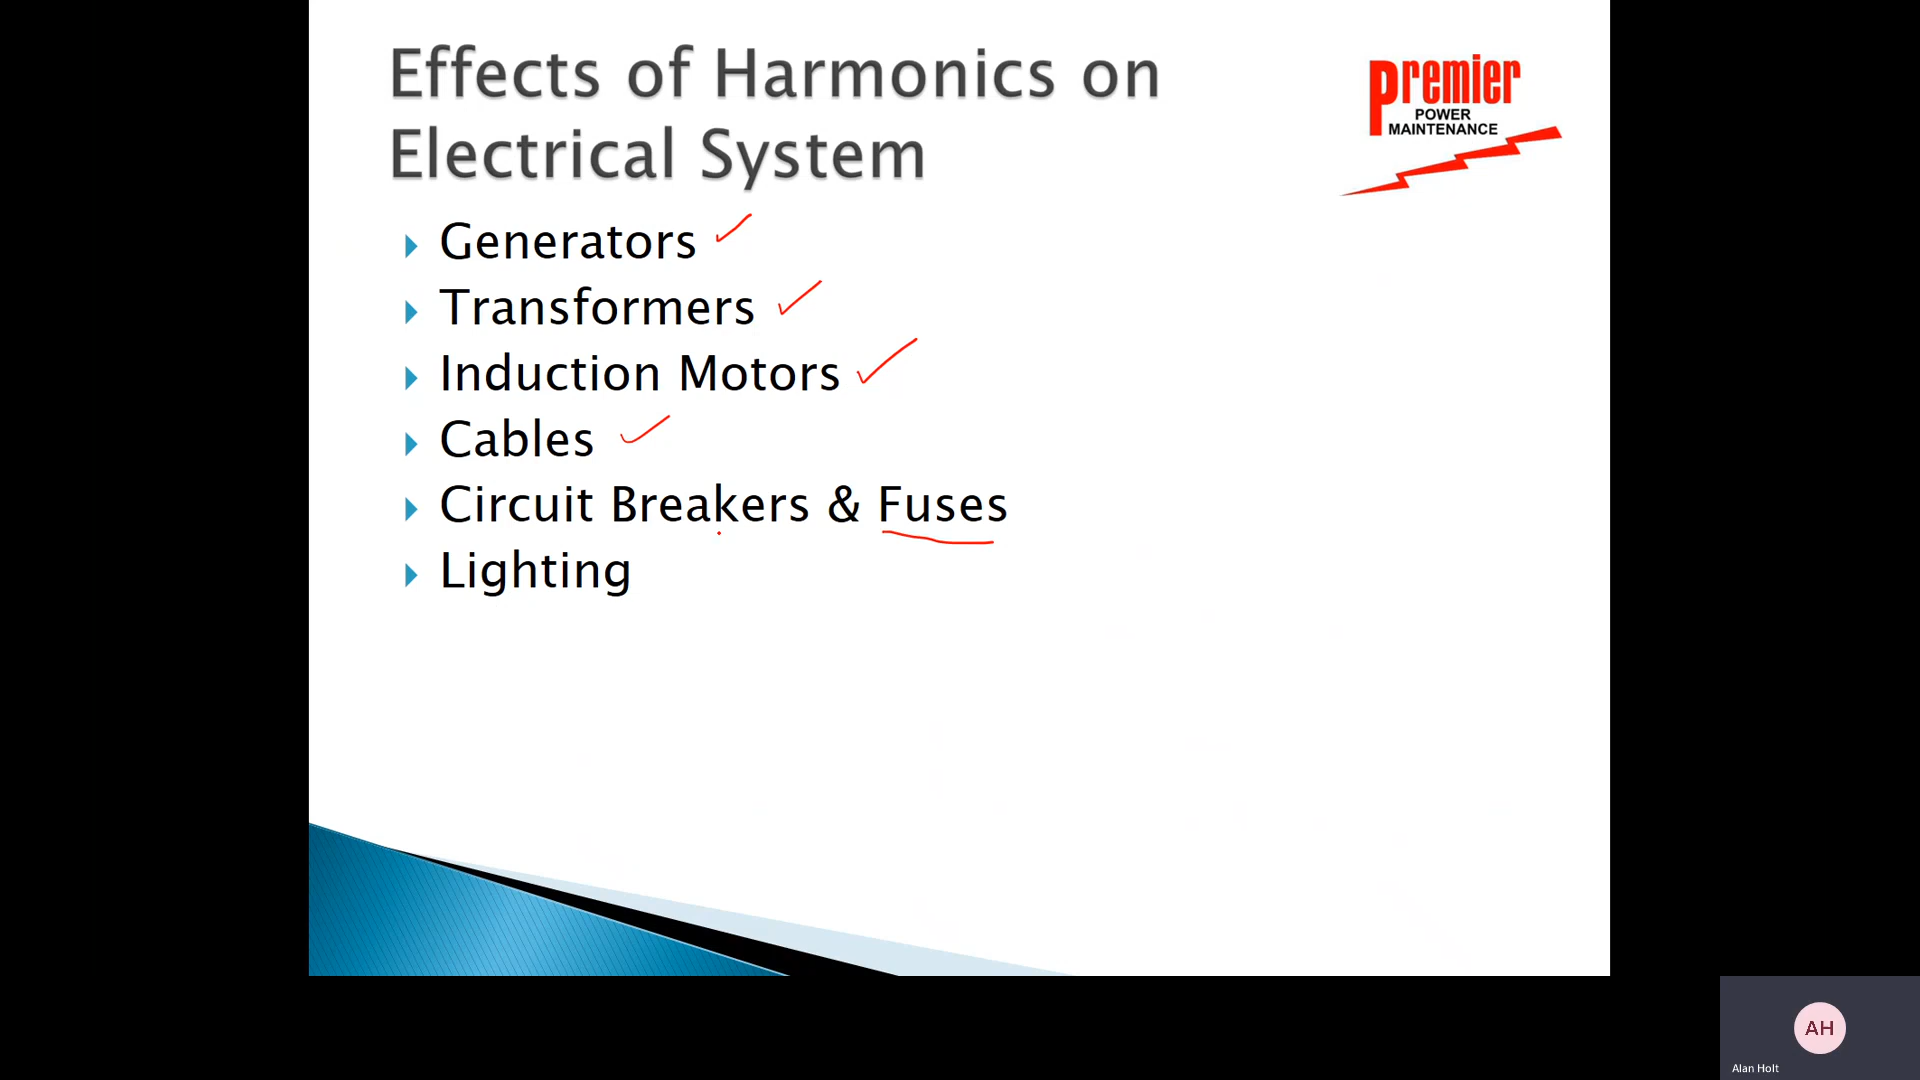 Effects of Harmonics on
Electrical System
premier
POWER
MAINTENANCE
Generators
Transformers
Induction Motors
Cables
Circuit Breakers & Fuses
Lighting
AH
Alan Holt